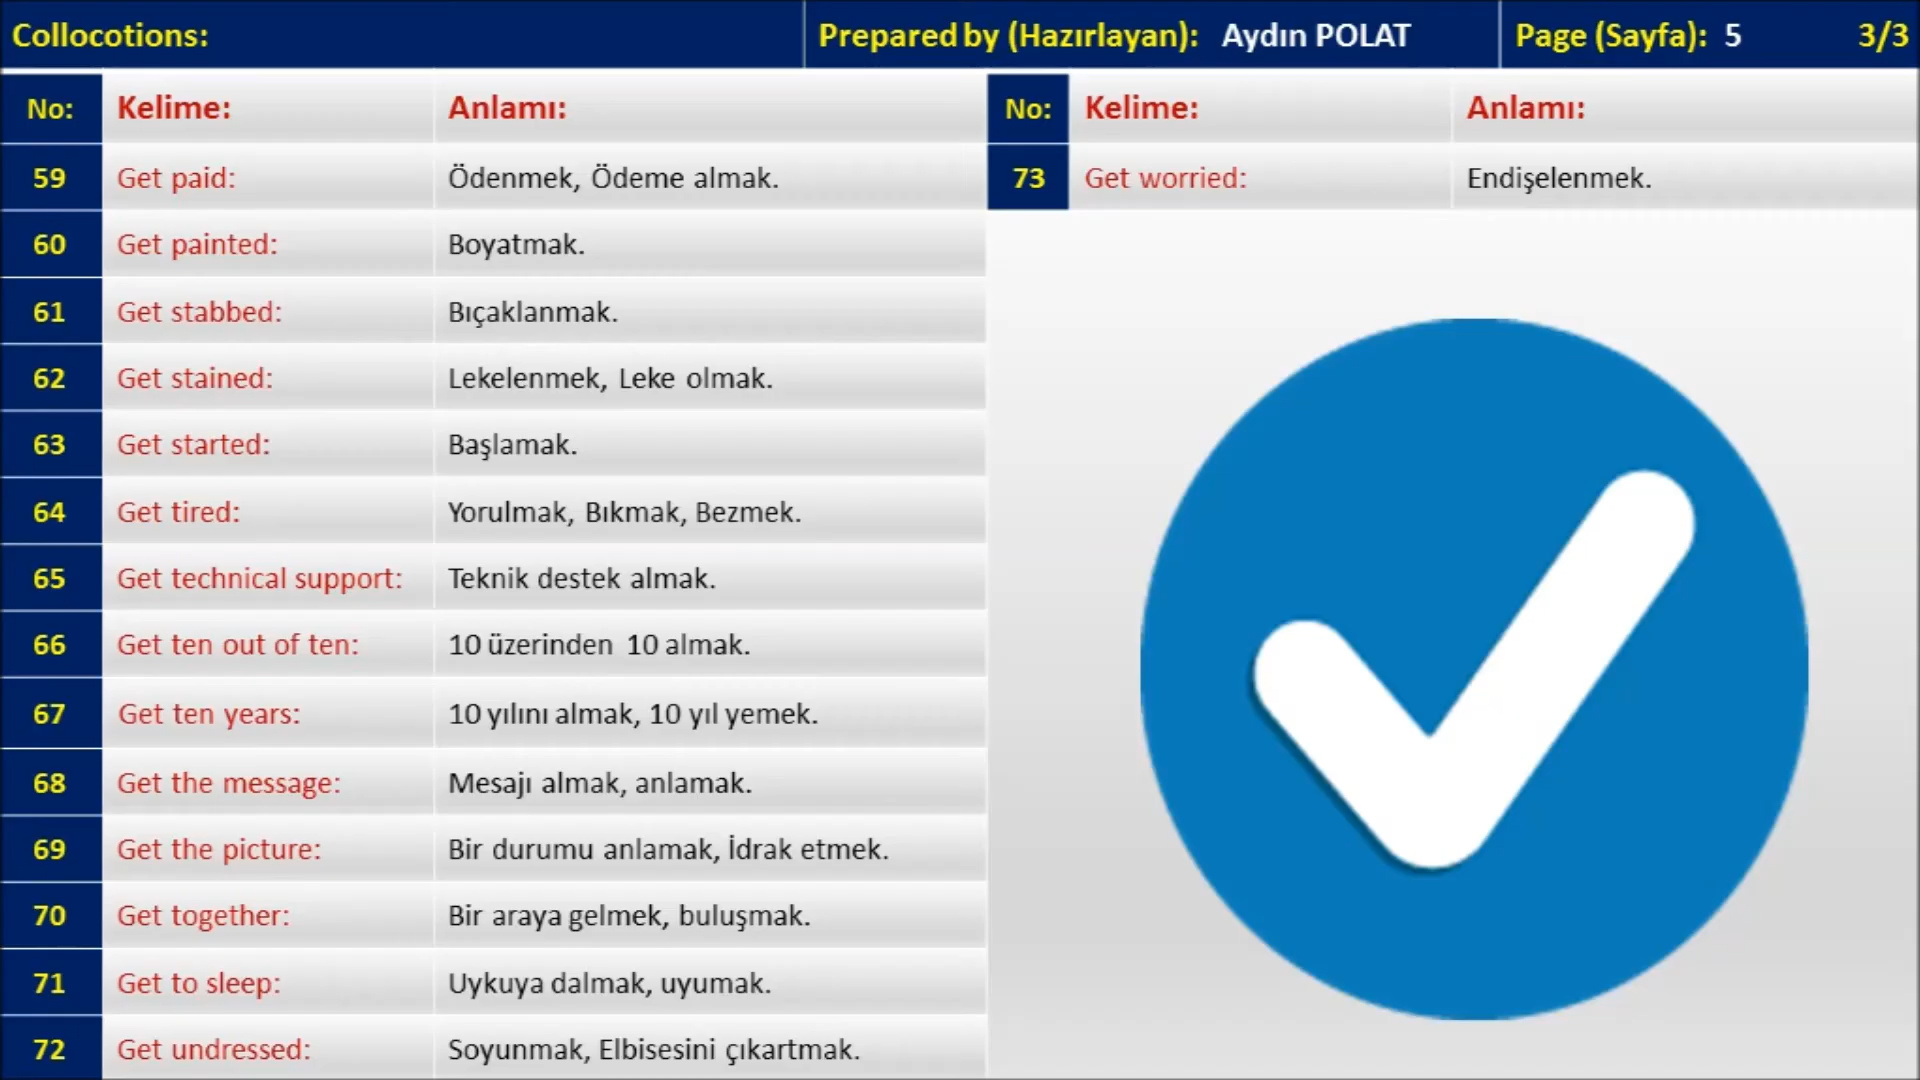 Collocotions: Prepared by (Hazırlayan): Aydın POLAT Page (Sayfa): 5 3/3
No: Kelime: Anlamı:
59 Get paid: Ödenmek, Ödeme almak.
60 Get painted: Boyatmak.
61 Get stabbed: Bıçaklanmak.
62 Get stained: Lekelenmek, Leke olmak.
63 Get started: Başlamak.
64 Get tired: Yorulmak, Bıkmak, Bezmek.
65 Get technical support: Teknik destek almak.
66 Get ten out of ten: 10 üzerinden 10 almak.
67 Get ten years: 10 yılını almak, 10 yıl yemek.
68 Get the message: Mesajı almak, anlamak.
69 Get the picture: Bir durumu anlamak, İdrak etmek.
70 Get together: Bir araya gelmek, buluşmak.
71 Get to sleep: Uykuya dalmak, uyumak.
72 Get undressed: Soyunmak, Elbisesini çıkartmak.
No: Kelime: Anlamı:
73 Get worried: Endişelenmek.